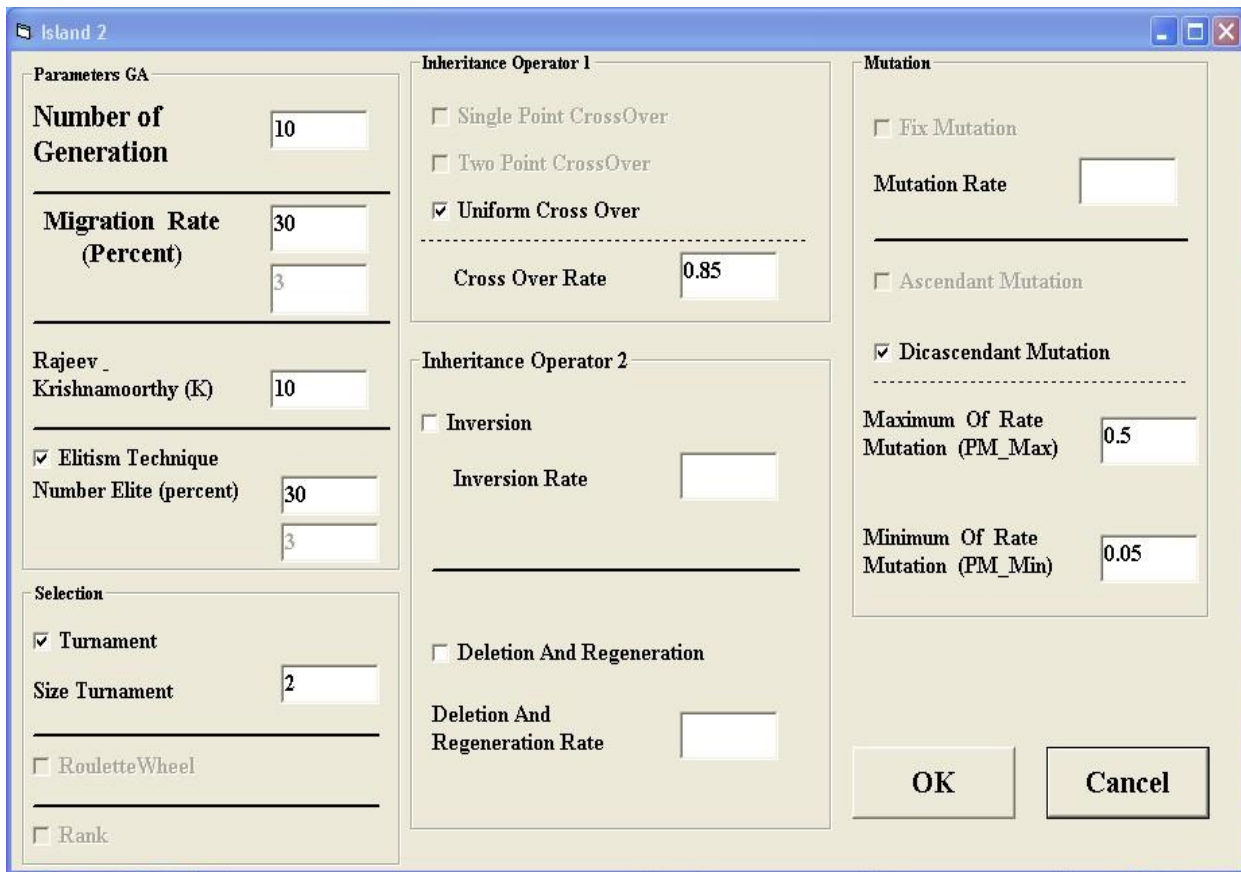 Island 2
Parameters GA
Number of
Generation
10
Migration Rate
(Percent)
30
3
Rajeev _
Krishnamoorthy (K)
10
Elitism Technique
Number Elite (percent)
30
3
Selection
Turnament
Size Turnament
2
RouletteWheel
Rank
Inheritance Operator 1
Single Point CrossOver
Two Point CrossOver
Uniform Cross Over
Cross Over Rate
0.85
Inheritance Operator 2
Inversion
Inversion Rate
Deletion And Regeneration
Deletion And
Regeneration Rate
Mutation
Fix Mutation
Mutation Rate
Ascendant Mutation
Dicascendant Mutation
Maximum Of Rate
Mutation (PM_Max)
0.5
Minimum Of Rate
Mutation (PM_Min)
0.05
OK
Cancel